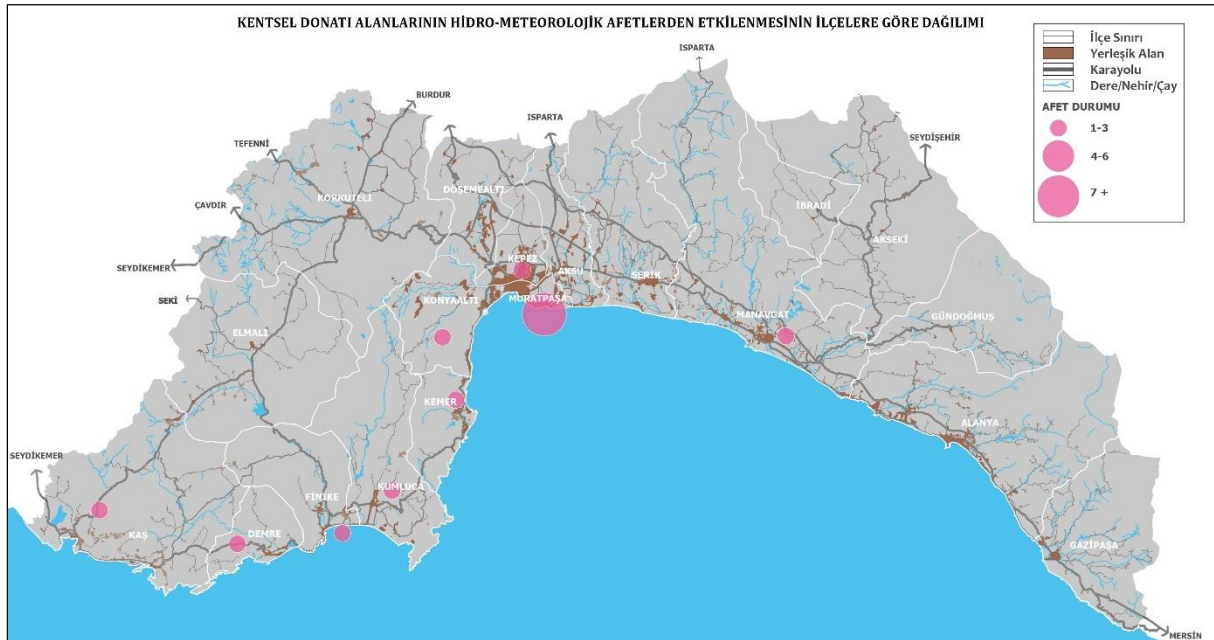 KENTSEL DONATI ALANLARININ HİDRO-METEOROLOJİK AFETLERDEN ETKİLENMESİNİN İLÇELERE GÖRE DAĞILIMI
İlçe Sınırı
Yerleşik Alan
Karayolu
Dere/Nehir/Çay
AFET DURUMU
1-3
4-6
7 +
ISPARTA
BURDUR
ISPARTA
SEYDİŞEHİR
TEFENNİ
DÖŞEMEALTI
KORKUTELİ
ÇAVDIR
İBRADİ
AKSEKİ
SEYDİKEMER
KEPEZ
AKSU
SERİK
SEKİ
KONYAALTI
MURATPAŞA
MANAVGAT
GÜNDOĞMUŞ
ELMALI
KEMER
ALANYA
SEYDİKEMER
KUMLUCA
FİNİKE
KAŞ
DEMRE
GAZİPAŞA
MERSİN